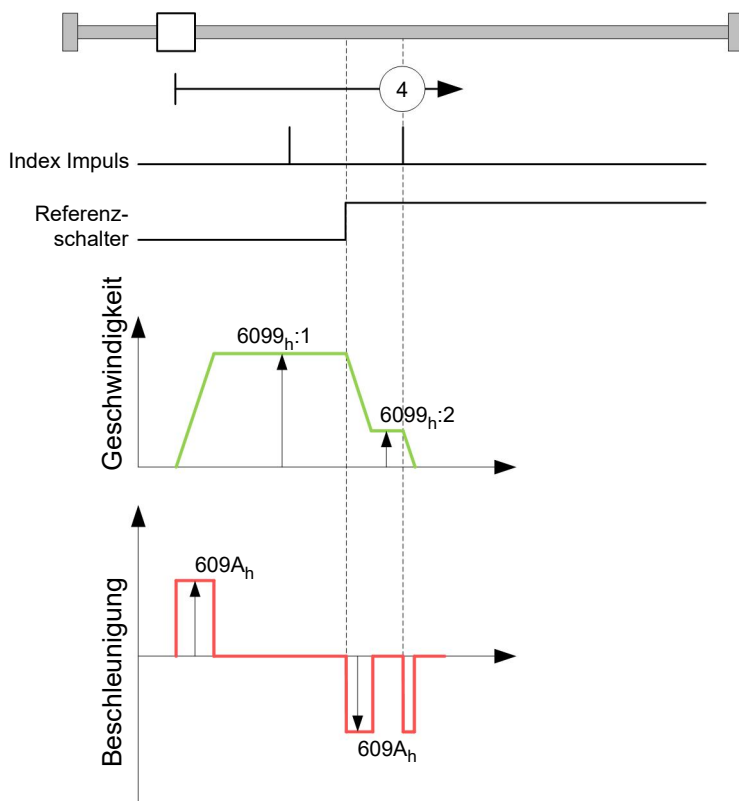 4
Index Impuls
Referenz-
schalter
Geschwindigkeit
6099h:1
6099h:2
Beschleunigung
609Ah
609Ah